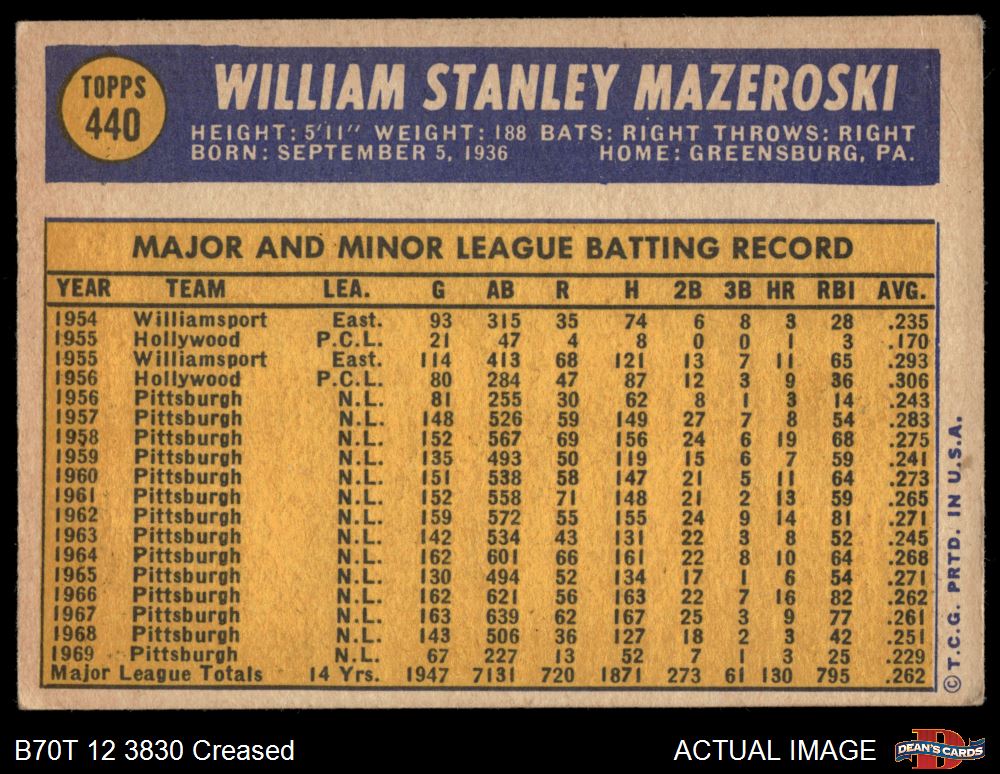 TOPPS
440
WILLIAM STANLEY MAZEROSKI
HEIGHT: 5'11" WEIGHT: 188 BATS: RIGHT THROWS: RIGHT
BORN: SEPTEMBER 5, 1936 HOME: GREENSBURG, PA.
MAJOR AND MINOR LEAGUE BATTING RECORD
YEAR TEAM LEA. G AB R H 2B 3B HR RBI AVG.
1954 Williamsport East. 93 315 35 74 6 8 3 28 .235
1955 Hollywood P.C.L. 21 47 4 8 0 0 1 3 .170
1955 Williamsport East. 114 413 68 121 13 7 11 65 .293
1956 Hollywood P.C.L. 80 284 47 87 12 3 9 36 .306
1956 Pittsburgh N.L. 81 255 30 62 8 1 3 14 .243
1957 Pittsburgh N.L. 148 526 59 149 27 7 8 54 .283
1958 Pittsburgh N.L. 152 567 69 156 24 6 19 68 .275
1959 Pittsburgh N.L. 135 493 50 119 15 6 7 59 .241
1960 Pittsburgh N.L. 151 538 58 147 21 5 11 64 .273
1961 Pittsburgh N.L. 152 558 71 148 21 2 13 59 .265
1962 Pittsburgh N.L. 159 572 55 155 24 9 14 81 .271
1963 Pittsburgh N.L. 142 534 43 131 22 3 8 52 .245
1964 Pittsburgh N.L. 162 601 66 161 22 8 10 64 .268
1965 Pittsburgh N.L. 130 494 52 134 17 1 6 54 .271
1966 Pittsburgh N.L. 162 621 56 163 22 7 16 82 .262
1967 Pittsburgh N.L. 163 639 62 167 25 3 9 77 .261
1968 Pittsburgh N.L. 143 506 36 127 18 2 3 42 .251
1969 Pittsburgh N.L. 67 227 13 52 7 1 3 25 .229
Major League Totals 14 Yrs. 1947 7131 720 1871 273 61 130 795 .262
© T.C.G. PRTD. IN U.S.A.
B70T 12 3830 Creased
ACTUAL IMAGE
DEAN'S CARDS